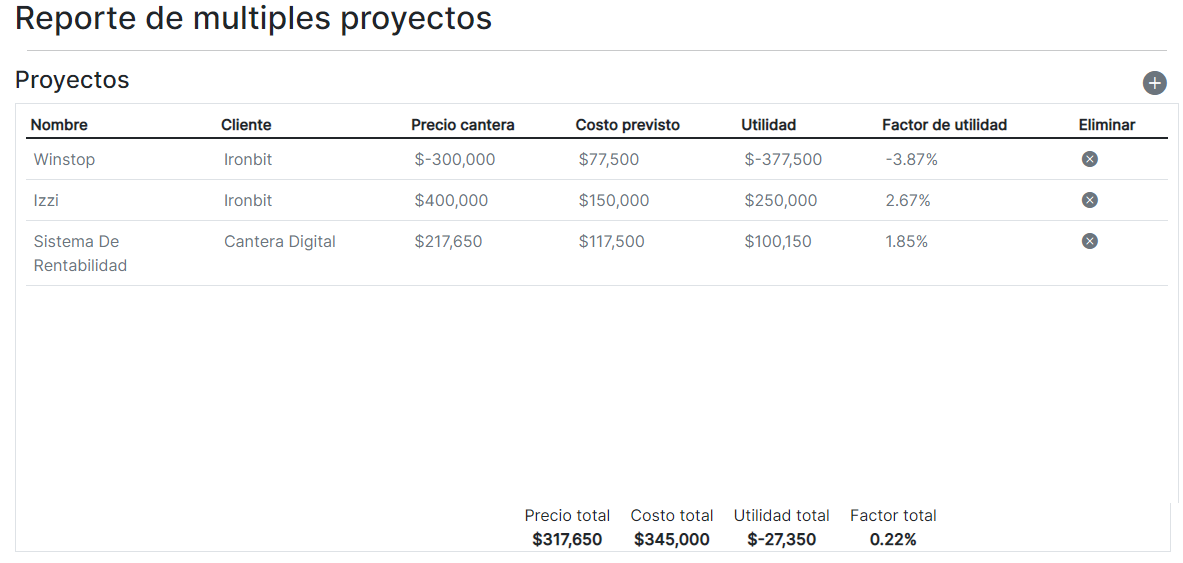 Reporte de multiples proyectos
Proyectos
Nombre Cliente Precio cantera Costo previsto Utilidad Factor de utilidad Eliminar
Winstop Ironbit $-300,000 $77,500 $-377,500 -3.87%
Izzi Ironbit $400,000 $150,000 $250,000 2.67%
Sistema De Cantera Digital $217,650 $117,500 $100,150 1.85%
Rentabilidad
Precio total Costo total Utilidad total Factor total
$317,650 $345,000 $-27,350 0.22%